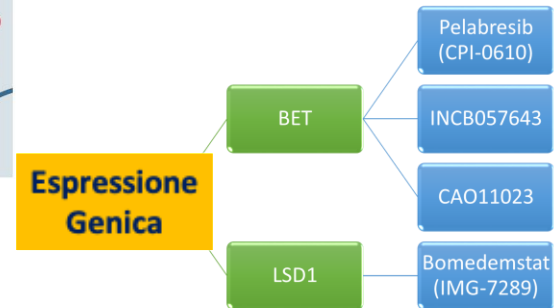 Pelabresib
(CPI-0610)
BET
INCB057643
CAO11023
Espressione
Genica
LSD1
Bomedemstat
(IMG-7289)